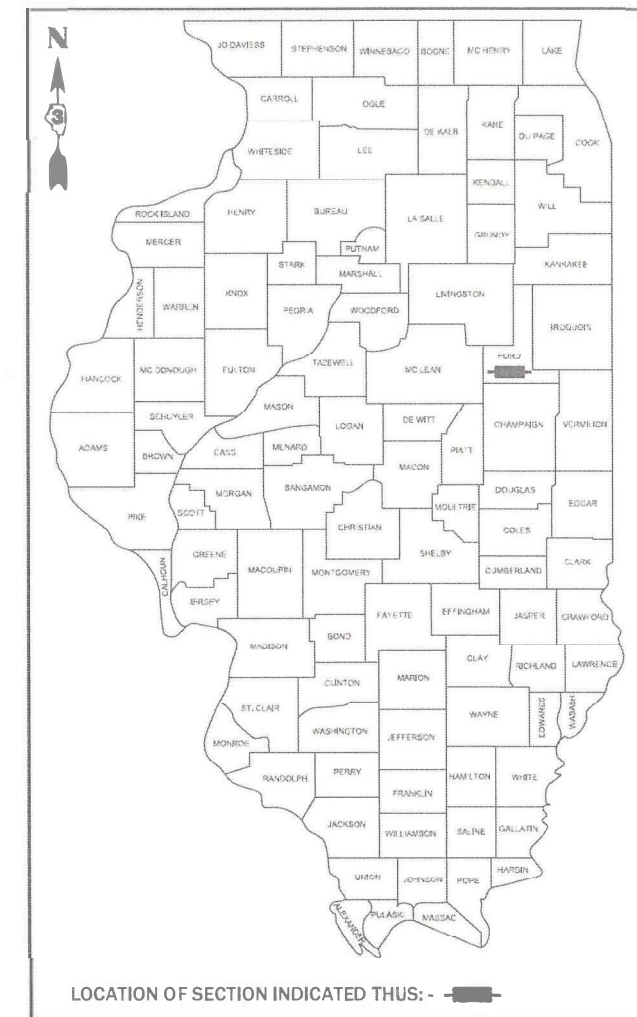 N
3
JO DAVIESS STEPHENSON WINNEBAGO BOONE MC HENRY LAKE
CARROLL OGLE DE KALB KANE DU PAGE COOK
WHITESIDE LEE
KENDALL WILL
ROCK ISLAND HENRY BUREAU LA SALLE GRUNDY
MERCER PUTNAM
STARK MARSHALL KANKAKEE
HENDERSON WARREN KNOX PEORIA WOODFORD LIVINGSTON IROQUOIS
FORD
HANCOCK MC DONOUGH FULTON TAZEWELL MC LEAN
SCHUYLER MASON DE WITT CHAMPAIGN VERMILION
ADAMS BROWN CASS MENARD LOGAN PIATT
MACON
PIKE SCOTT MORGAN SANGAMON CHRISTIAN MOULTRIE DOUGLAS EDGAR
COLES
CALHOUN GREENE MACOUPIN MONTGOMERY SHELBY CUMBERLAND CLARK
JERSEY FAYETTE EFFINGHAM JASPER CRAWFORD
MADISON BOND CLAY RICHLAND LAWRENCE
CLINTON MARION
ST. CLAIR WAYNE EDWARDS WABASH
MONROE WASHINGTON JEFFERSON
RANDOLPH PERRY HAMILTON WHITE
FRANKLIN
JACKSON WILLIAMSON SALINE GALLATIN
UNION JOHNSON POPE HARDIN
ALEXANDER PULASKI MASSAC
LOCATION OF SECTION INDICATED THUS: -